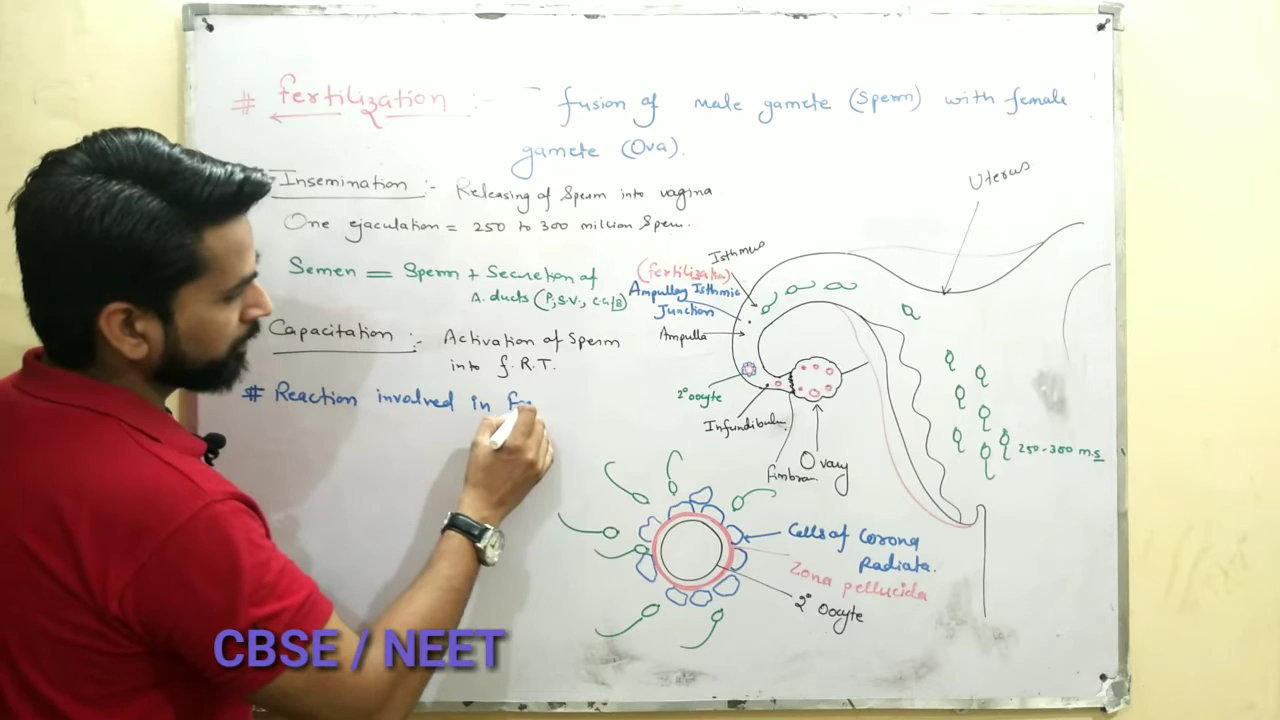 # fertilization :- fusion of male gamete (Sperm) with female
gamete (Ova).
Insemination :- Releasing of Sperm into vagina
One ejaculation = 250 to 300 million Sperm.
Semen = Sperm + Secretion of
A. ducts (P, S.V., C.G/B)
Capacitation :- Activation of Sperm
into f.R.T.
# Reaction involved in
Uterus
Isthmus
(fertilization)
Ampullary Isthmic
Junction
Ampulla
2° oocyte
Infundibulum
fimbrae
Ovary
250-300 m.s
Cells of Corona
Radiata.
Zona pellucida
2° Oocyte
CBSE / NEET